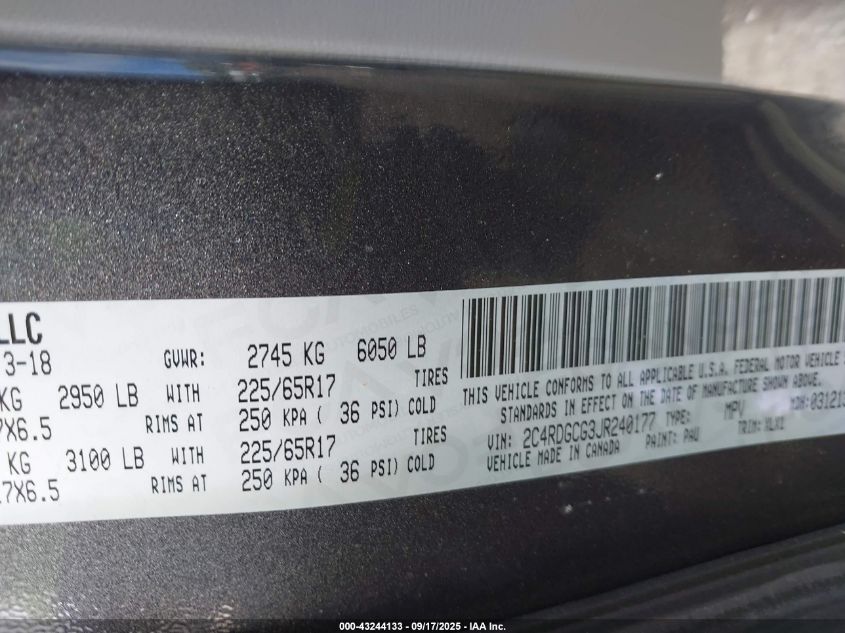 LLC
3-18 GVWR: 2745 KG 6050 LB
KG 2950 LB WITH 225/65R17 TIRES
7X6.5 RIMS AT 250 KPA ( 36 PSI) COLD
KG 3100 LB WITH 225/65R17 TIRES
7X6.5 RIMS AT 250 KPA ( 36 PSI) COLD
THIS VEHICLE CONFORMS TO ALL APPLICABLE U.S.A. FEDERAL MOTOR VEHICLE
STANDARDS IN EFFECT ON THE DATE OF MANUFACTURE SHOWN ABOVE.
VIN: 2C4RDGCG3JR240177 TYPE: MPV MDH: 031213
VEHICLE MADE IN CANADA PAINT: PAU TRIM: XLX1
000-43244133 - 09/17/2025 - IAA Inc.